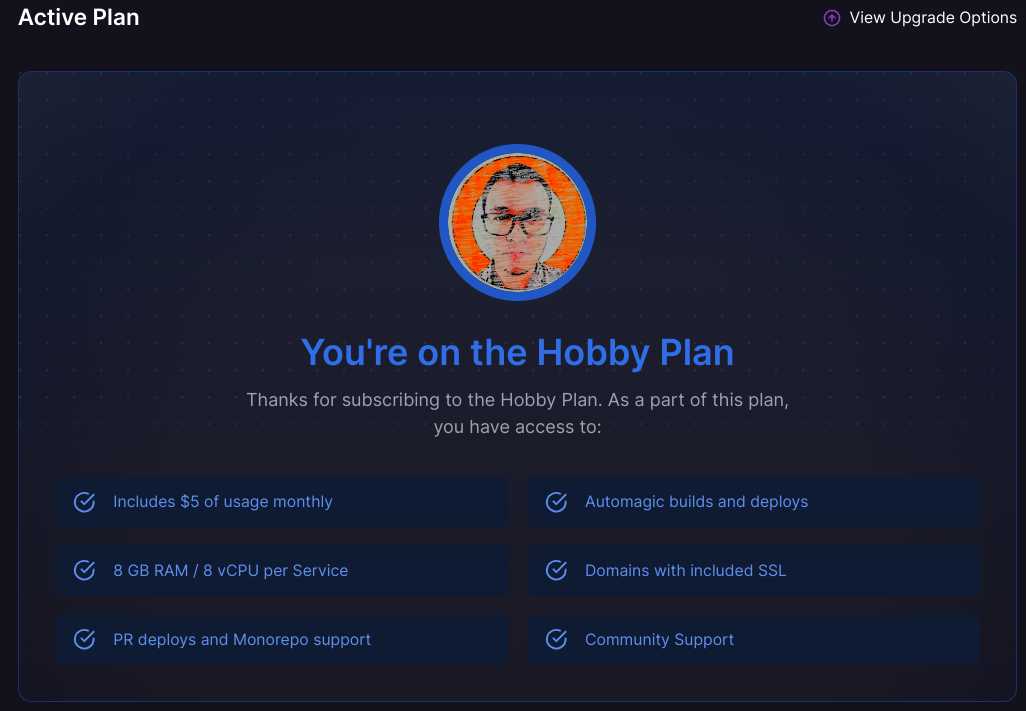 Active Plan
View Upgrade Options
You're on the Hobby Plan
Thanks for subscribing to the Hobby Plan. As a part of this plan,
you have access to:
Includes $5 of usage monthly
Automagic builds and deploys
8 GB RAM / 8 vCPU per Service
Domains with included SSL
PR deploys and Monorepo support
Community Support